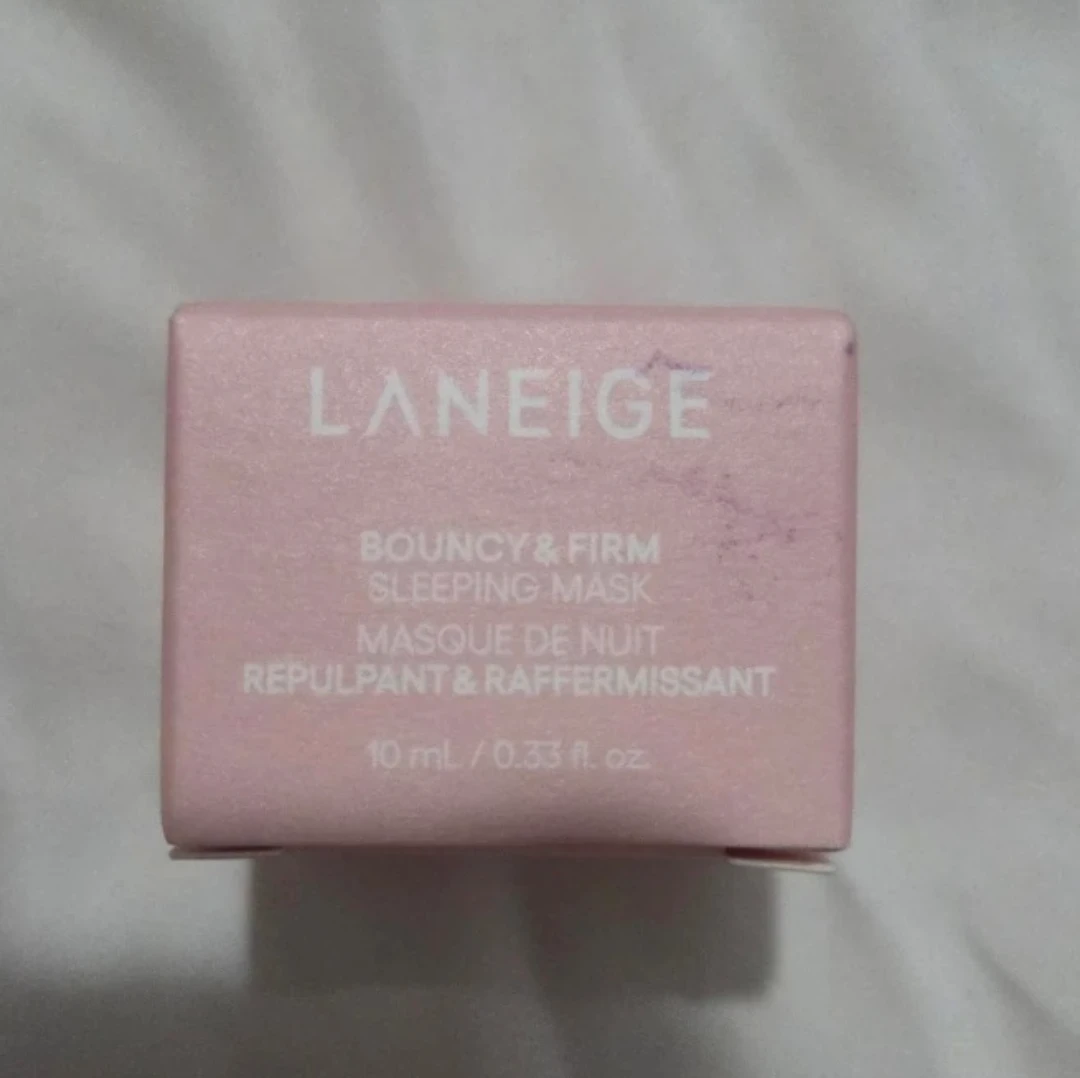 LANEIGE
BOUNCY & FIRM
SLEEPING MASK
MASQUE DE NUIT
REPULPANT & RAFFERMISSANT
10 mL / 0.33 fl. oz.